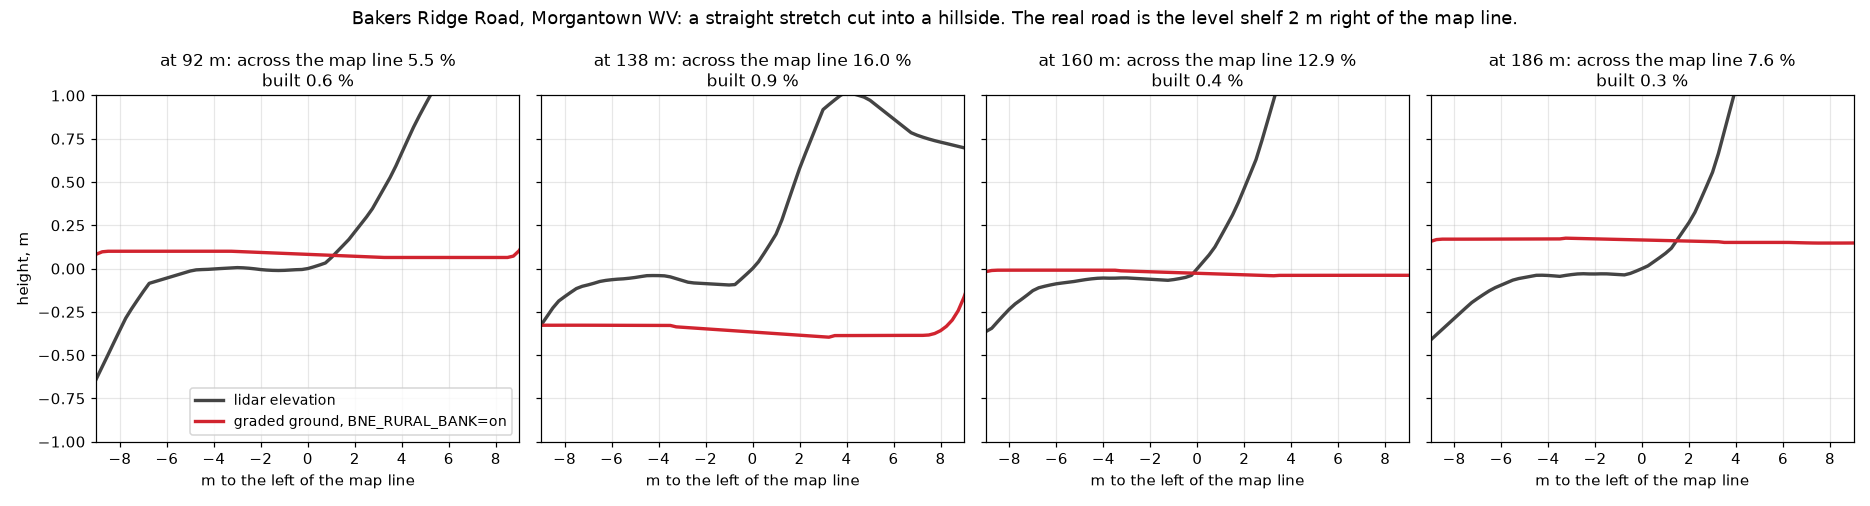 Bakers Ridge Road, Morgantown WV: a straight stretch cut into a hillside. The real road is the level shelf 2 m right of the map line.
at 92 m: across the map line 5.5 %
built 0.6 %
at 138 m: across the map line 16.0 %
built 0.9 %
at 160 m: across the map line 12.9 %
built 0.4 %
at 186 m: across the map line 7.6 %
built 0.3 %
height, m
1.00
0.75
0.50
0.25
0.00
−0.25
−0.50
−0.75
−1.00
lidar elevation
graded ground, BNE_RURAL_BANK=on
−8 −6 −4 −2 0 2 4 6 8
−8 −6 −4 −2 0 2 4 6 8
−8 −6 −4 −2 0 2 4 6 8
−8 −6 −4 −2 0 2 4 6 8
m to the left of the map line
m to the left of the map line
m to the left of the map line
m to the left of the map line